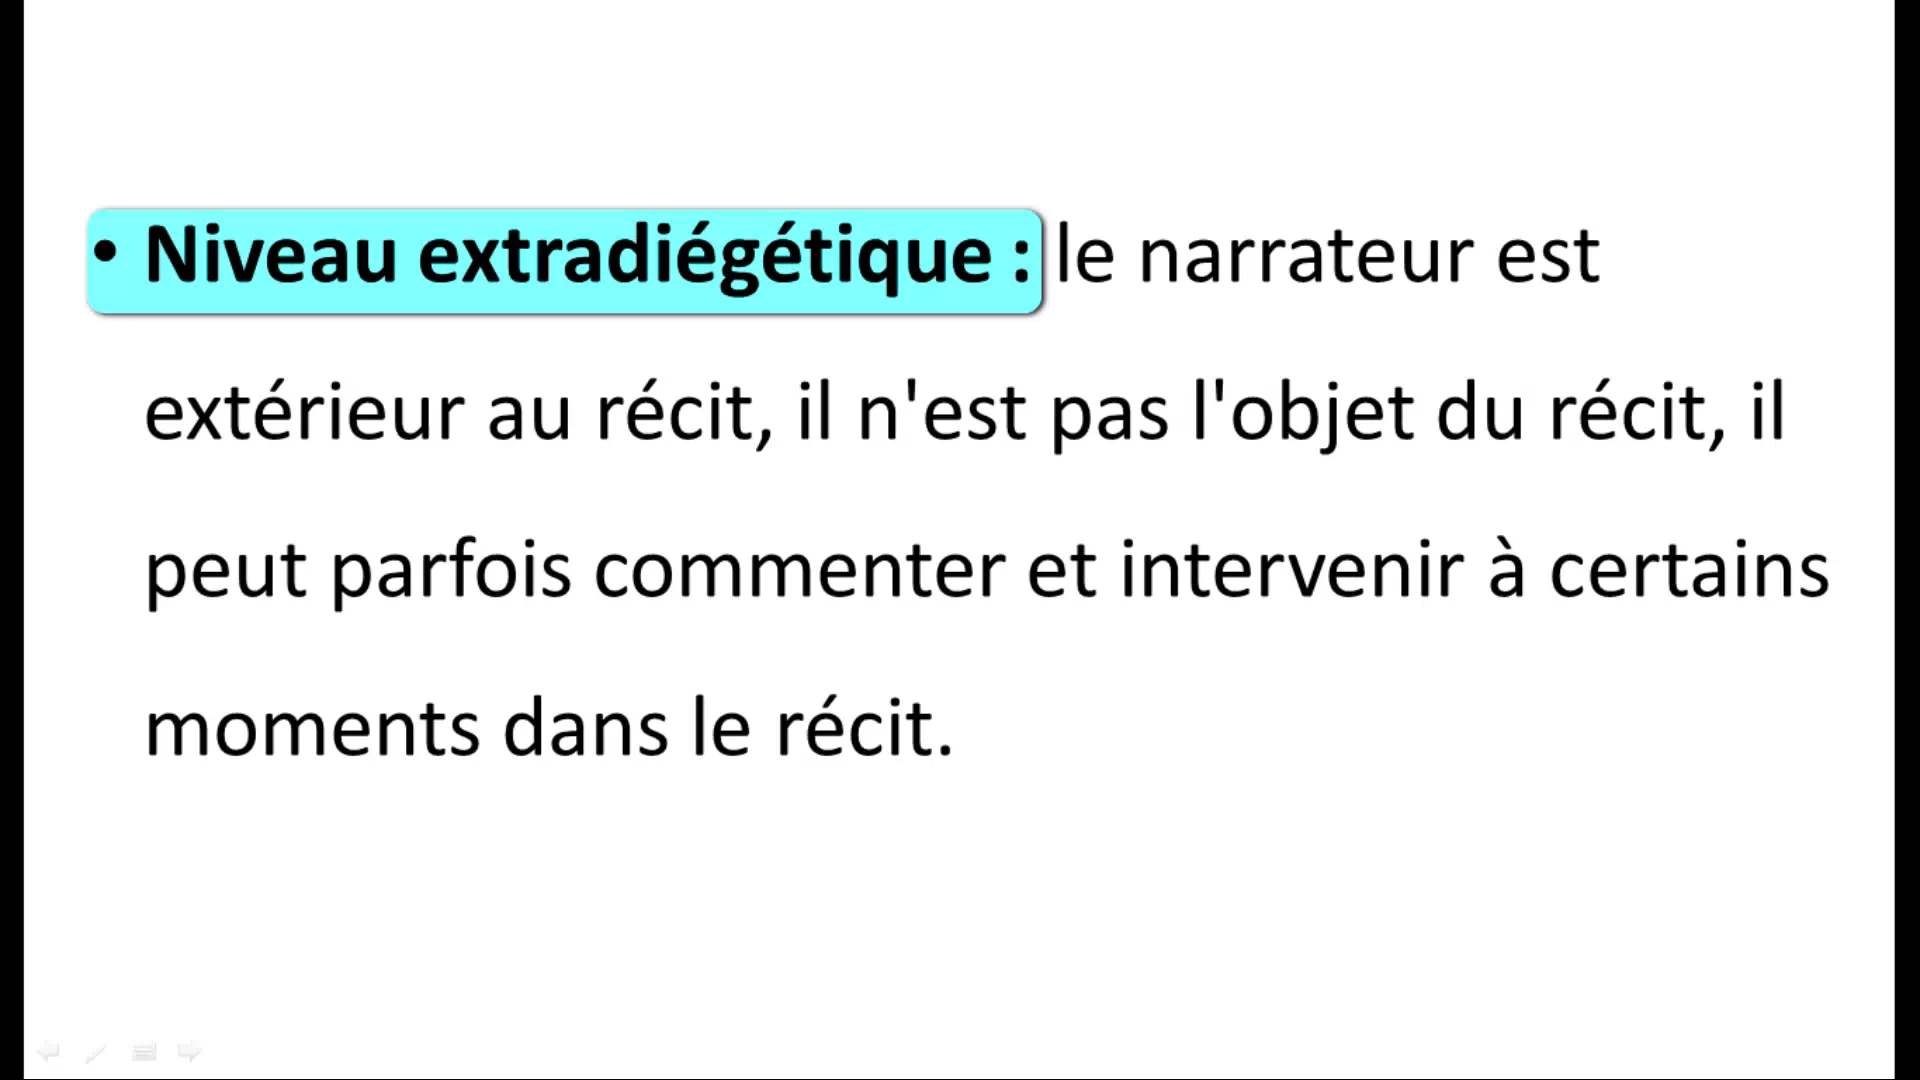 • Niveau extradiégétique : le narrateur est
extérieur au récit, il n'est pas l'objet du récit, il
peut parfois commenter et intervenir à certains
moments dans le récit.